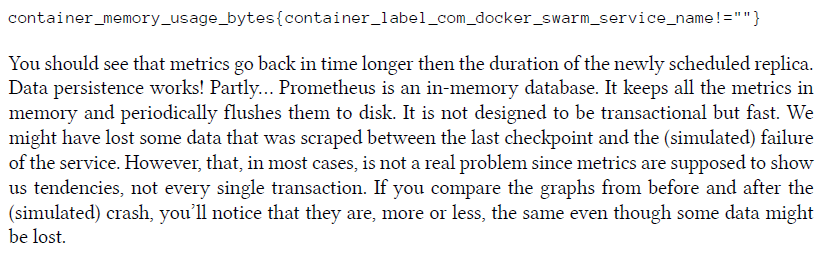 container_memory_usage_bytes{container_label_com_docker_swarm_service_name!=""}
You should see that metrics go back in time longer then the duration of the newly scheduled replica.
Data persistence works! Partly… Prometheus is an in-memory database. It keeps all the metrics in
memory and periodically flushes them to disk. It is not designed to be transactional but fast. We
might have lost some data that was scraped between the last checkpoint and the (simulated) failure
of the service. However, that, in most cases, is not a real problem since metrics are supposed to show
us tendencies, not every single transaction. If you compare the graphs from before and after the
(simulated) crash, you’ll notice that they are, more or less, the same even though some data might
be lost.